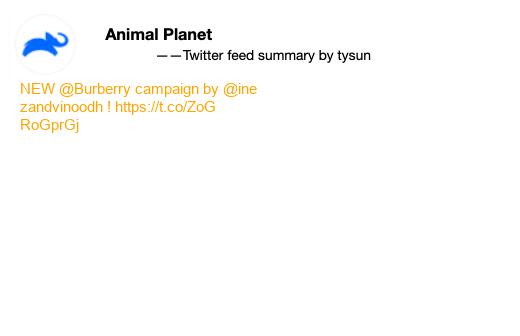 Animal Planet
——Twitter feed summary by tysun
NEW @Burberry campaign by @ine
zandvinoodh ! https://t.co/ZoG
RoGprGj